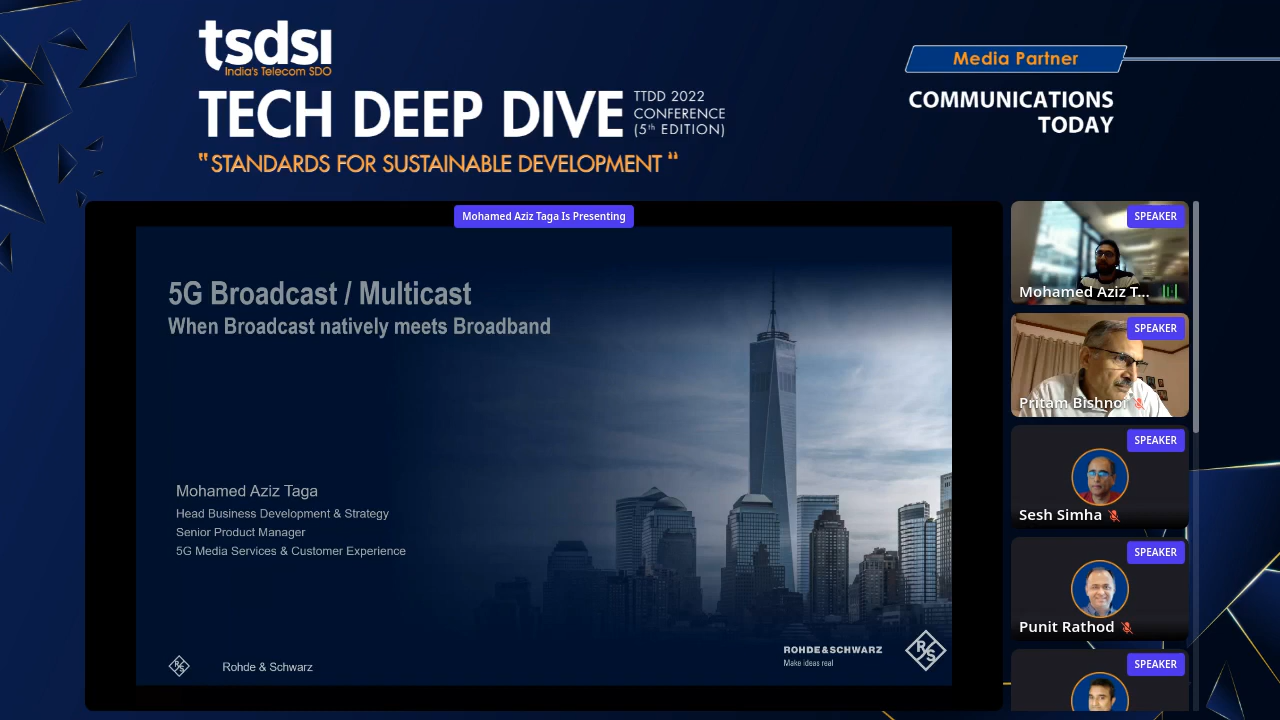 tsdsi
India's Telecom SDO
TECH DEEP DIVE
TTDD 2022
CONFERENCE
(5th EDITION)
"STANDARDS FOR SUSTAINABLE DEVELOPMENT"
Media Partner
COMMUNICATIONS
TODAY
Mohamed Aziz Taga Is Presenting
5G Broadcast / Multicast
When Broadcast natively meets Broadband
Mohamed Aziz Taga
Head Business Development & Strategy
Senior Product Manager
5G Media Services & Customer Experience
R&S
Rohde & Schwarz
ROHDE&SCHWARZ
Make ideas real
R&S
SPEAKER
Mohamed Aziz T...
SPEAKER
Pritam Bishnoi
SPEAKER
Sesh Simha
SPEAKER
Punit Rathod
SPEAKER